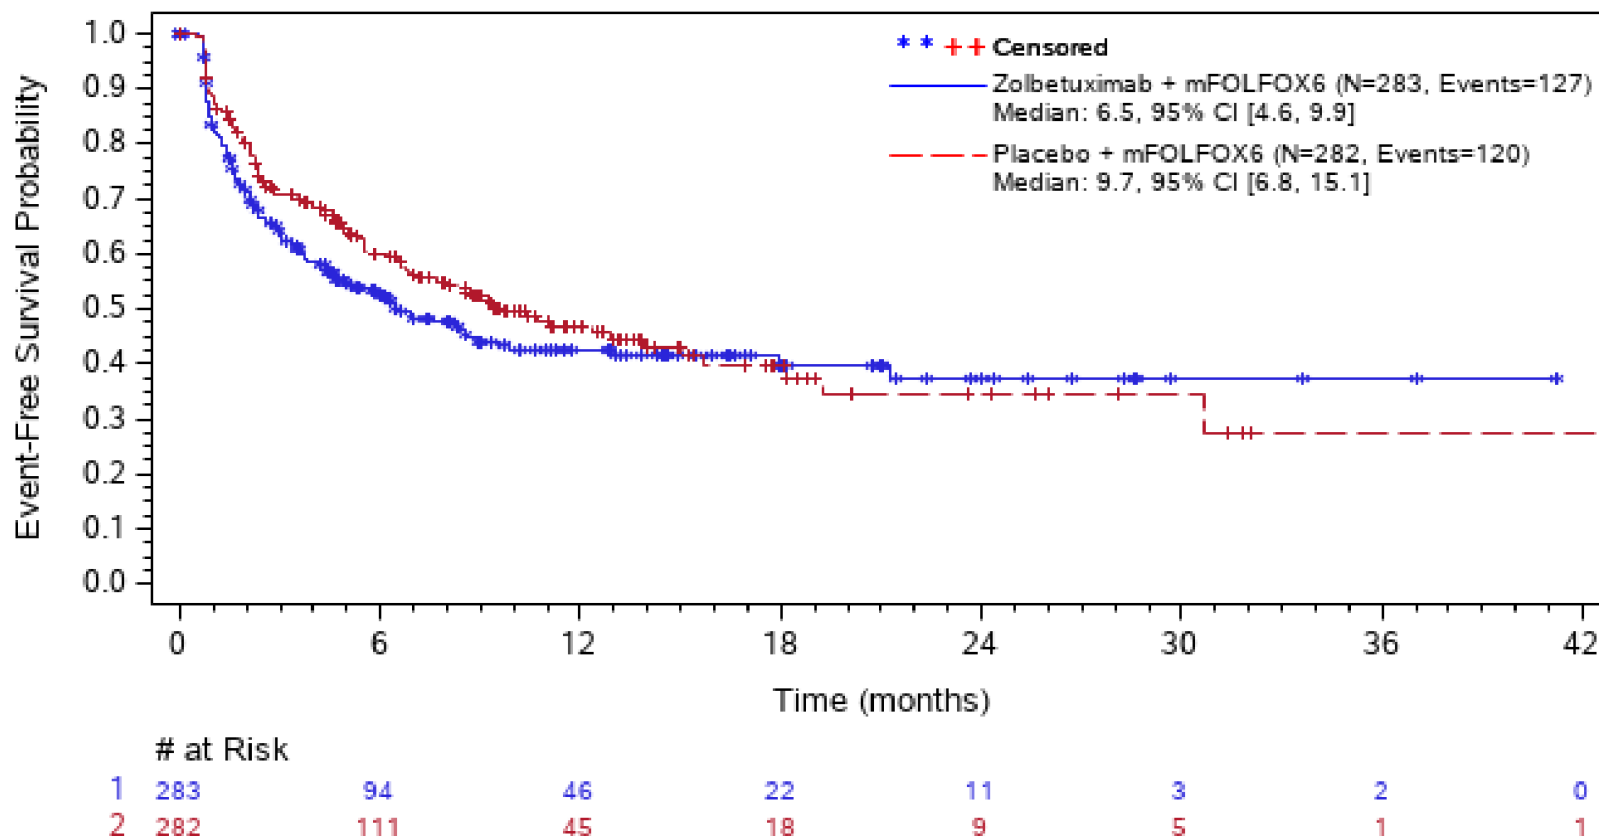 Event-Free Survival Probability
1.0
0.9
0.8
0.7
0.6
0.5
0.4
0.3
0.2
0.1
0.0
Censored
Zolbetuximab + mFOLFOX6 (N=283, Events=127)
Median: 6.5, 95% CI [4.6, 9.9]
Placebo + mFOLFOX6 (N=282, Events=120)
Median: 9.7, 95% CI [6.8, 15.1]
0 6 12 18 24 30 36 42
Time (months)
# at Risk
1 283 94 46 22 11 3 2 0
2 282 111 45 18 9 5 1 1